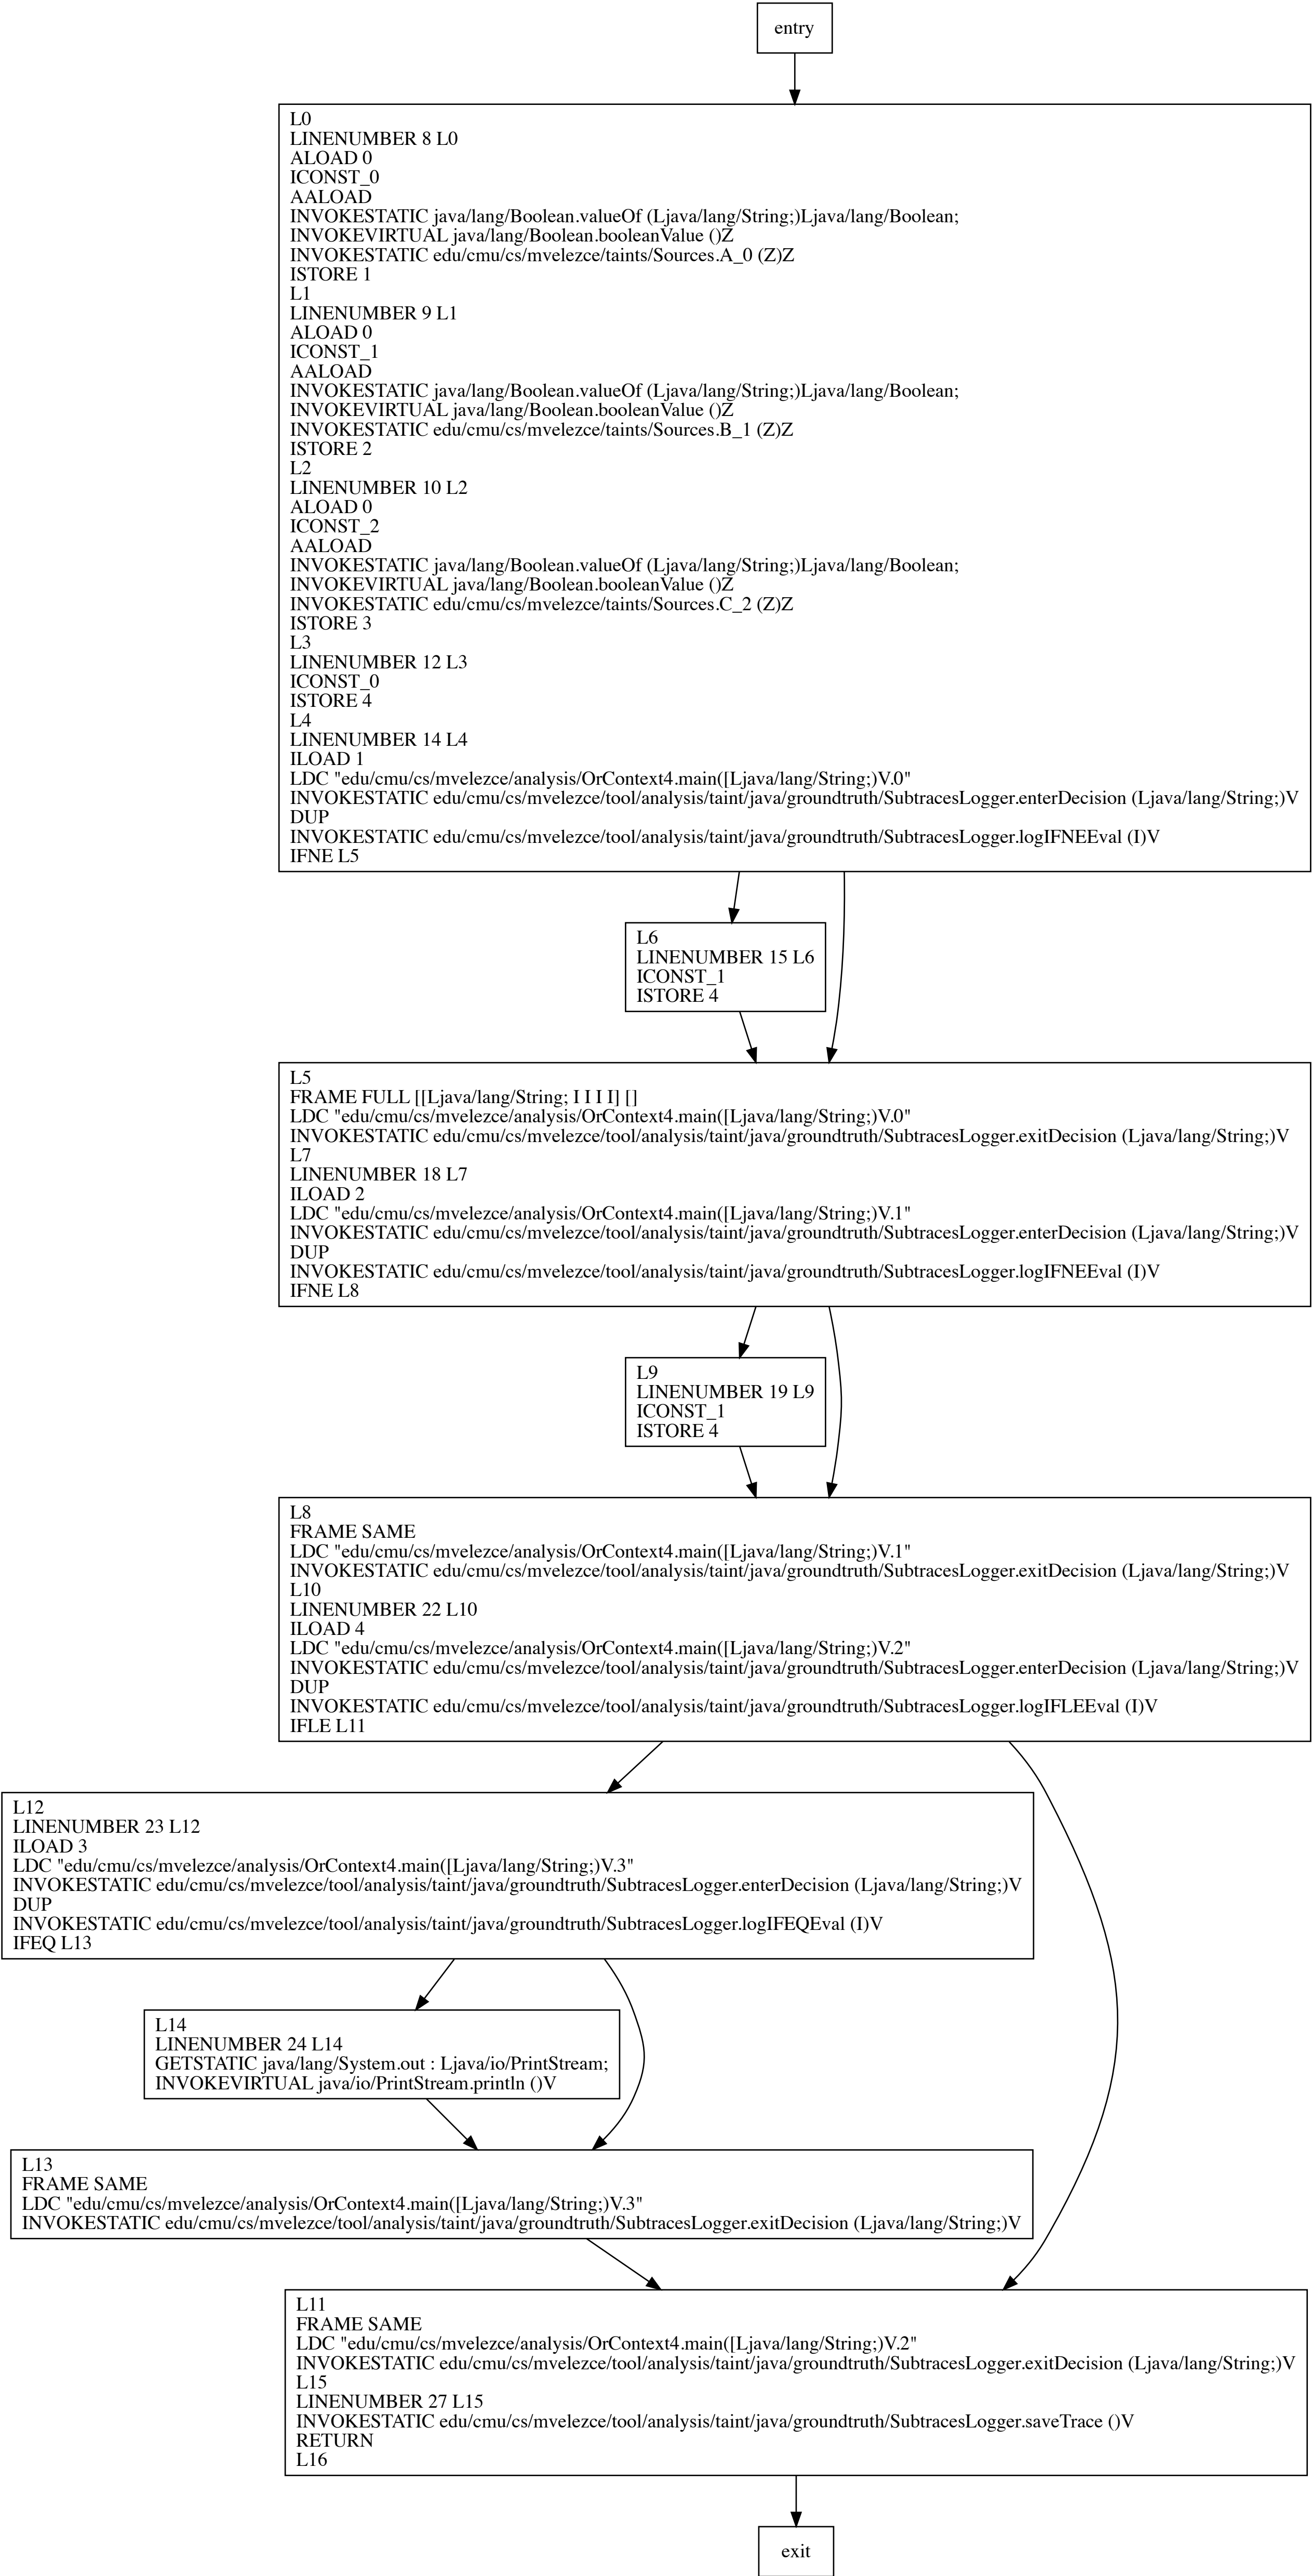 entry
L0
LINENUMBER 8 L0
ALOAD 0
ICONST_0
AALOAD
INVOKESTATIC java/lang/Boolean.valueOf (Ljava/lang/String;)Ljava/lang/Boolean;
INVOKEVIRTUAL java/lang/Boolean.booleanValue ()Z
INVOKESTATIC edu/cmu/cs/mvelezce/taints/Sources.A_0 (Z)Z
ISTORE 1
L1
LINENUMBER 9 L1
ALOAD 0
ICONST_1
AALOAD
INVOKESTATIC java/lang/Boolean.valueOf (Ljava/lang/String;)Ljava/lang/Boolean;
INVOKEVIRTUAL java/lang/Boolean.booleanValue ()Z
INVOKESTATIC edu/cmu/cs/mvelezce/taints/Sources.B_1 (Z)Z
ISTORE 2
L2
LINENUMBER 10 L2
ALOAD 0
ICONST_2
AALOAD
INVOKESTATIC java/lang/Boolean.valueOf (Ljava/lang/String;)Ljava/lang/Boolean;
INVOKEVIRTUAL java/lang/Boolean.booleanValue ()Z
INVOKESTATIC edu/cmu/cs/mvelezce/taints/Sources.C_2 (Z)Z
ISTORE 3
L3
LINENUMBER 12 L3
ICONST_0
ISTORE 4
L4
LINENUMBER 14 L4
ILOAD 1
LDC "edu/cmu/cs/mvelezce/analysis/OrContext4.main([Ljava/lang/String;)V.0"
INVOKESTATIC edu/cmu/cs/mvelezce/tool/analysis/taint/java/groundtruth/SubtracesLogger.enterDecision (Ljava/lang/String;)V
DUP
INVOKESTATIC edu/cmu/cs/mvelezce/tool/analysis/taint/java/groundtruth/SubtracesLogger.logIFNEEval (I)V
IFNE L5
L6
LINENUMBER 15 L6
ICONST_1
ISTORE 4
L5
FRAME FULL [[Ljava/lang/String; I I I I] []
LDC "edu/cmu/cs/mvelezce/analysis/OrContext4.main([Ljava/lang/String;)V.0"
INVOKESTATIC edu/cmu/cs/mvelezce/tool/analysis/taint/java/groundtruth/SubtracesLogger.exitDecision (Ljava/lang/String;)V
L7
LINENUMBER 18 L7
ILOAD 2
LDC "edu/cmu/cs/mvelezce/analysis/OrContext4.main([Ljava/lang/String;)V.1"
INVOKESTATIC edu/cmu/cs/mvelezce/tool/analysis/taint/java/groundtruth/SubtracesLogger.enterDecision (Ljava/lang/String;)V
DUP
INVOKESTATIC edu/cmu/cs/mvelezce/tool/analysis/taint/java/groundtruth/SubtracesLogger.logIFNEEval (I)V
IFNE L8
L9
LINENUMBER 19 L9
ICONST_1
ISTORE 4
L8
FRAME SAME
LDC "edu/cmu/cs/mvelezce/analysis/OrContext4.main([Ljava/lang/String;)V.1"
INVOKESTATIC edu/cmu/cs/mvelezce/tool/analysis/taint/java/groundtruth/SubtracesLogger.exitDecision (Ljava/lang/String;)V
L10
LINENUMBER 22 L10
ILOAD 4
LDC "edu/cmu/cs/mvelezce/analysis/OrContext4.main([Ljava/lang/String;)V.2"
INVOKESTATIC edu/cmu/cs/mvelezce/tool/analysis/taint/java/groundtruth/SubtracesLogger.enterDecision (Ljava/lang/String;)V
DUP
INVOKESTATIC edu/cmu/cs/mvelezce/tool/analysis/taint/java/groundtruth/SubtracesLogger.logIFLEEval (I)V
IFLE L11
L12
LINENUMBER 23 L12
ILOAD 3
LDC "edu/cmu/cs/mvelezce/analysis/OrContext4.main([Ljava/lang/String;)V.3"
INVOKESTATIC edu/cmu/cs/mvelezce/tool/analysis/taint/java/groundtruth/SubtracesLogger.enterDecision (Ljava/lang/String;)V
DUP
INVOKESTATIC edu/cmu/cs/mvelezce/tool/analysis/taint/java/groundtruth/SubtracesLogger.logIFEQEval (I)V
IFEQ L13
L14
LINENUMBER 24 L14
GETSTATIC java/lang/System.out : Ljava/io/PrintStream;
INVOKEVIRTUAL java/io/PrintStream.println ()V
L13
FRAME SAME
LDC "edu/cmu/cs/mvelezce/analysis/OrContext4.main([Ljava/lang/String;)V.3"
INVOKESTATIC edu/cmu/cs/mvelezce/tool/analysis/taint/java/groundtruth/SubtracesLogger.exitDecision (Ljava/lang/String;)V
L11
FRAME SAME
LDC "edu/cmu/cs/mvelezce/analysis/OrContext4.main([Ljava/lang/String;)V.2"
INVOKESTATIC edu/cmu/cs/mvelezce/tool/analysis/taint/java/groundtruth/SubtracesLogger.exitDecision (Ljava/lang/String;)V
L15
LINENUMBER 27 L15
INVOKESTATIC edu/cmu/cs/mvelezce/tool/analysis/taint/java/groundtruth/SubtracesLogger.saveTrace ()V
RETURN
L16
exit